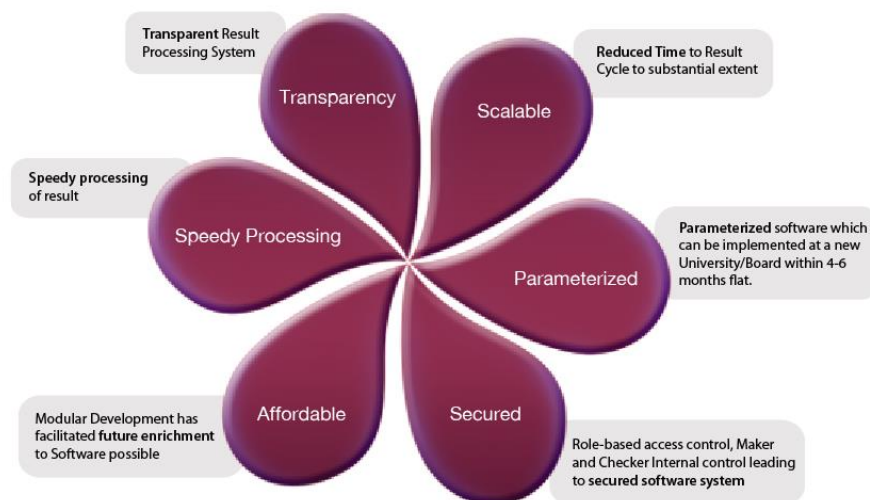 Transparent Result
Processing System
Transparency
Reduced Time to Result
Cycle to substantial extent
Scalable
Speedy processing
of result
Speedy Processing
Parameterized software which
can be implemented at a new
University/Board within 4-6
months flat.
Parameterized
Modular Development has
facilitated future enrichment
to Software possible
Affordable
Secured
Role-based access control, Maker
and Checker Internal control leading
to secured software system